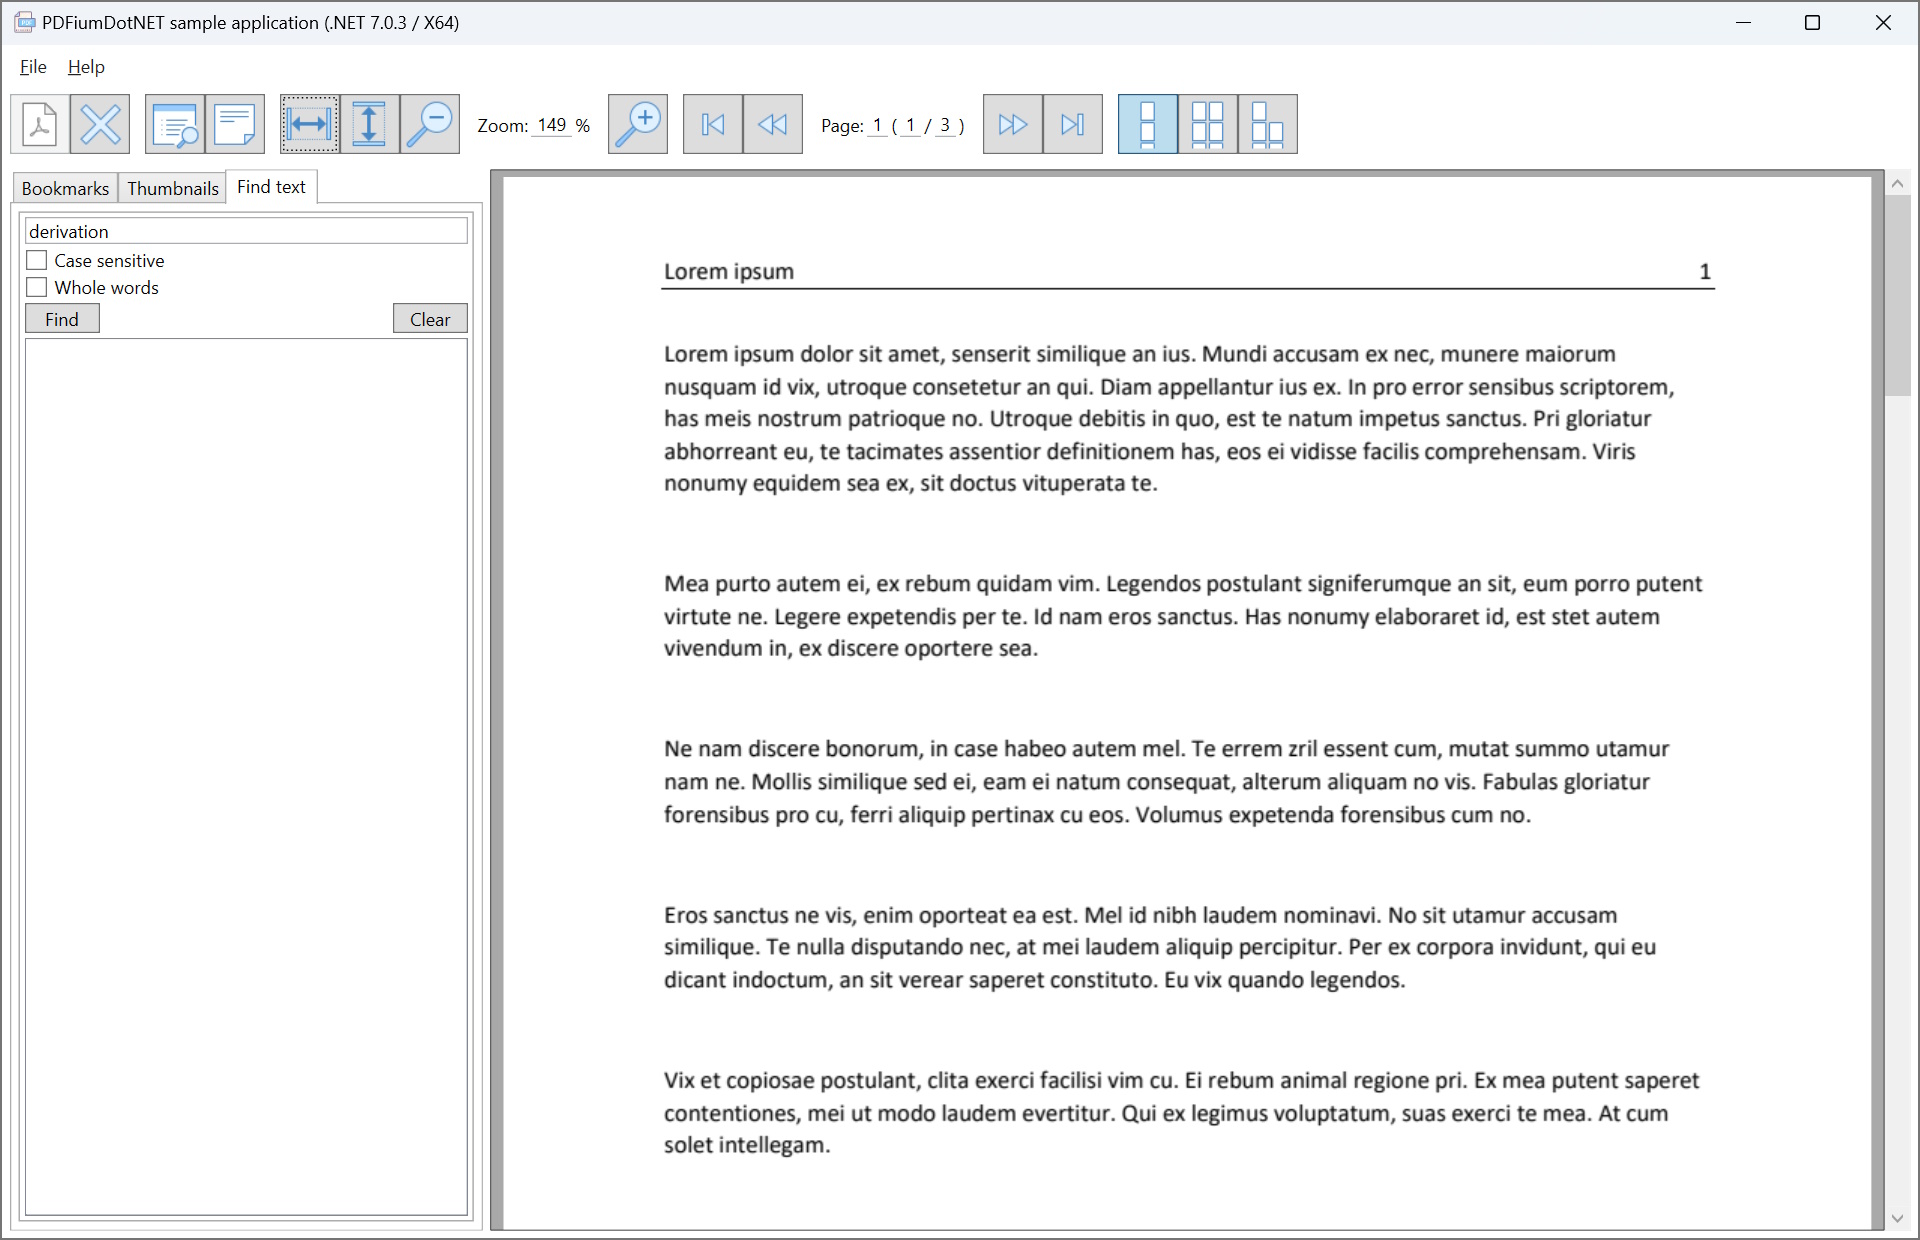 PDFiumDotNET sample application (.NET 7.0.3 / X64)
File Help
Zoom: 149 % Page: 1 ( 1 / 3 )
Bookmarks Thumbnails Find text
derivation
Case sensitive
Whole words
Find Clear
Lorem ipsum 1
Lorem ipsum dolor sit amet, senserit similique an ius. Mundi accusam ex nec, munere maiorum
nusquam id vix, utroque consetetur an qui. Diam appellantur ius ex. In pro error sensibus scriptorem,
has meis nostrum patrioque no. Utroque debitis in quo, est te natum impetus sanctus. Pri gloriatur
abhorreant eu, te tacimates assentior definitionem has, eos ei vidisse facilis comprehensam. Viris
nonumy equidem sea ex, sit doctus vituperata te.
Mea purto autem ei, ex rebum quidam vim. Legendos postulant signiferumque an sit, eum porro putent
virtute ne. Legere expetendis per te. Id nam eros sanctus. Has nonumy elaboraret id, est stet autem
vivendum in, ex discere oportere sea.
Ne nam discere bonorum, in case habeo autem mel. Te errem zril essent cum, mutat summo utamur
nam ne. Mollis similique sed ei, eam ei natum consequat, alterum aliquam no vis. Fabulas gloriatur
forensibus pro cu, ferri aliquip pertinax cu eos. Volumus expetenda forensibus cum no.
Eros sanctus ne vis, enim oporteat ea est. Mel id nibh laudem nominavi. No sit utamur accusam
similique. Te nulla disputando nec, at mei laudem aliquip percipitur. Per ex corpora invidunt, qui eu
dicant indoctum, an sit verear saperet constituto. Eu vix quando legendos.
Vix et copiosae postulant, clita exerci facilisi vim cu. Ei rebum animal regione pri. Ex mea putent saperet
contentiones, mei ut modo laudem evertitur. Qui ex legimus voluptatum, suas exerci te mea. At cum
solet intellegam.